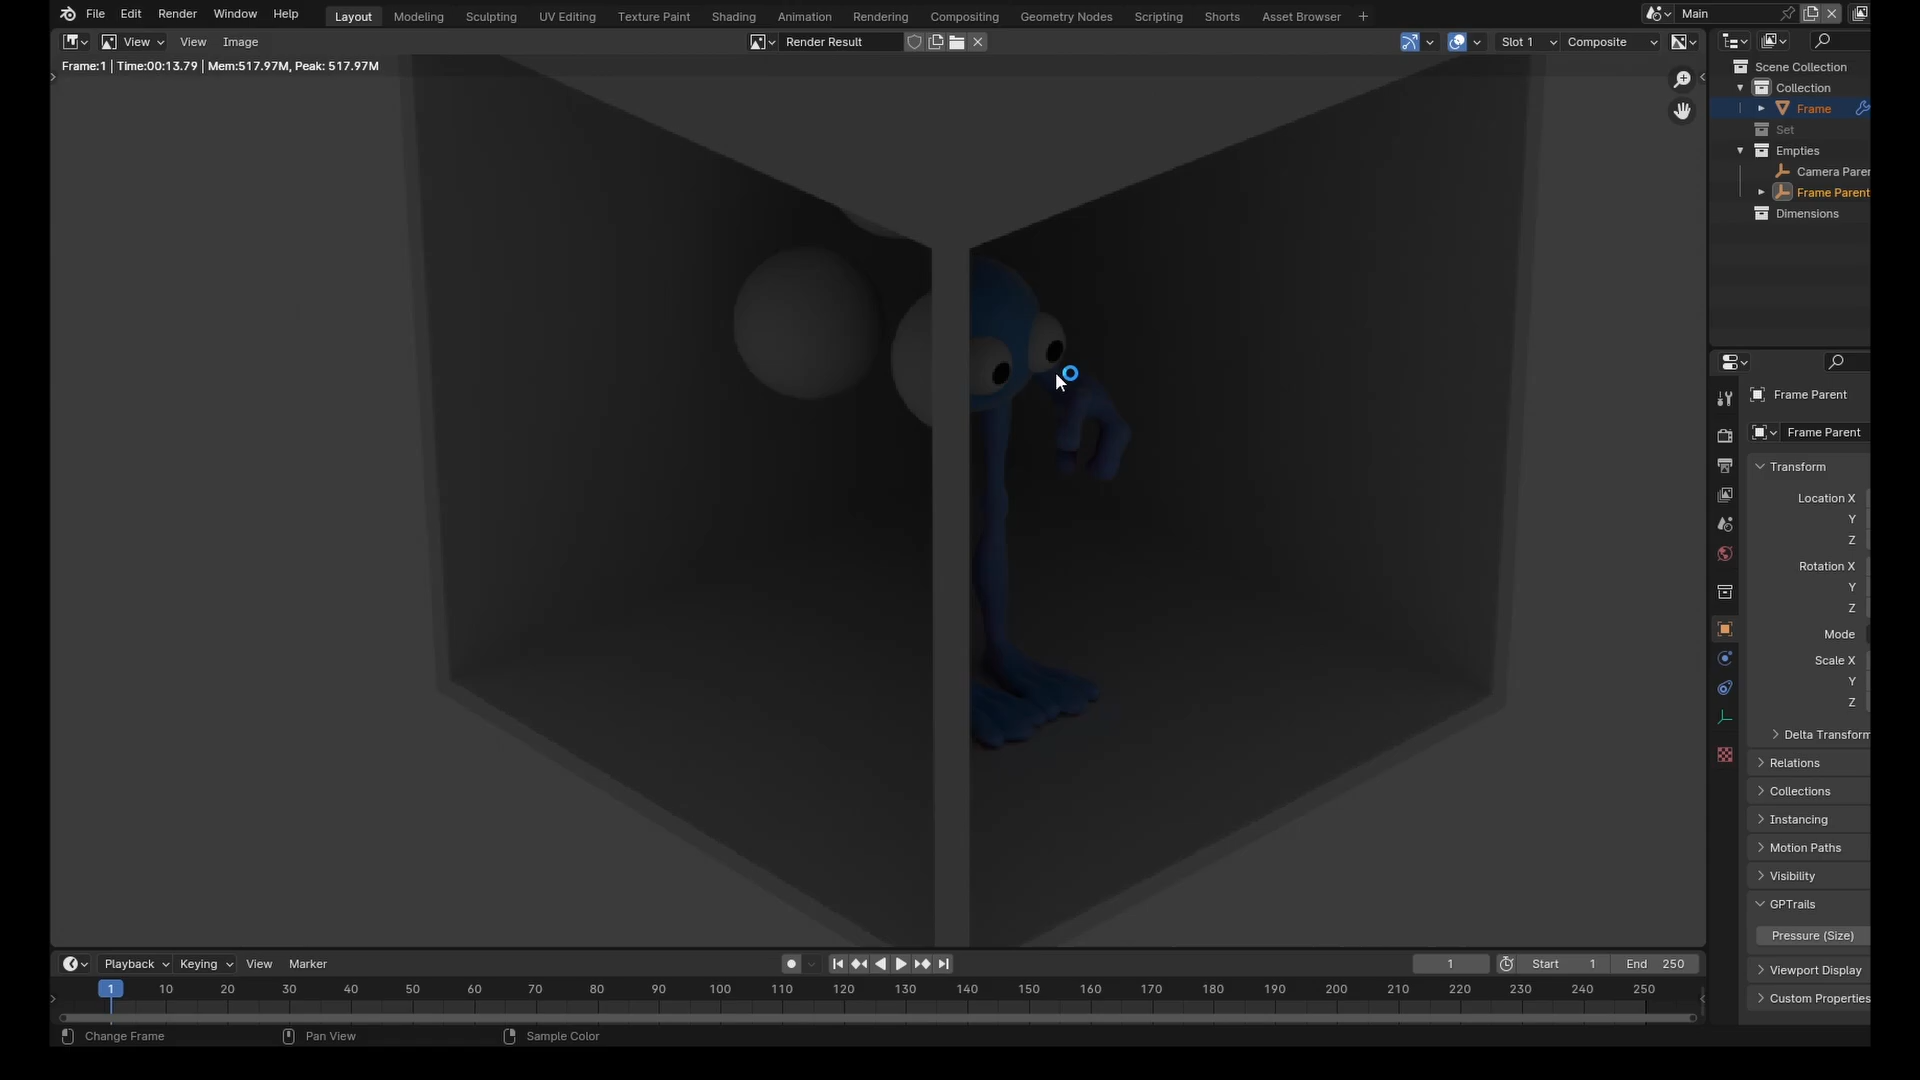 File Edit Render Window Help Layout Modeling Sculpting UV Editing Texture Paint Shading Animation Rendering Compositing Geometry Nodes Scripting Shorts Asset Browser + Main
View View Image Render Result Slot 1 Composite
Frame:1 | Time:00:13.79 | Mem:517.97M, Peak: 517.97M
Scene Collection
Collection
Frame
Set
Empties
Camera Parer
Frame Parent
Dimensions
Frame Parent
Frame Parent
Transform
Location X
Y
Z
Rotation X
Y
Z
Mode
Scale X
Y
Z
Delta Transform
Relations
Collections
Instancing
Motion Paths
Visibility
GPTrails
Pressure (Size)
Viewport Display
Custom Properties
Playback Keying View Marker 1 Start 1 End 250
1 10 20 30 40 50 60 70 80 90 100 110 120 130 140 150 160 170 180 190 200 210 220 230 240 250
Change Frame Pan View Sample Color